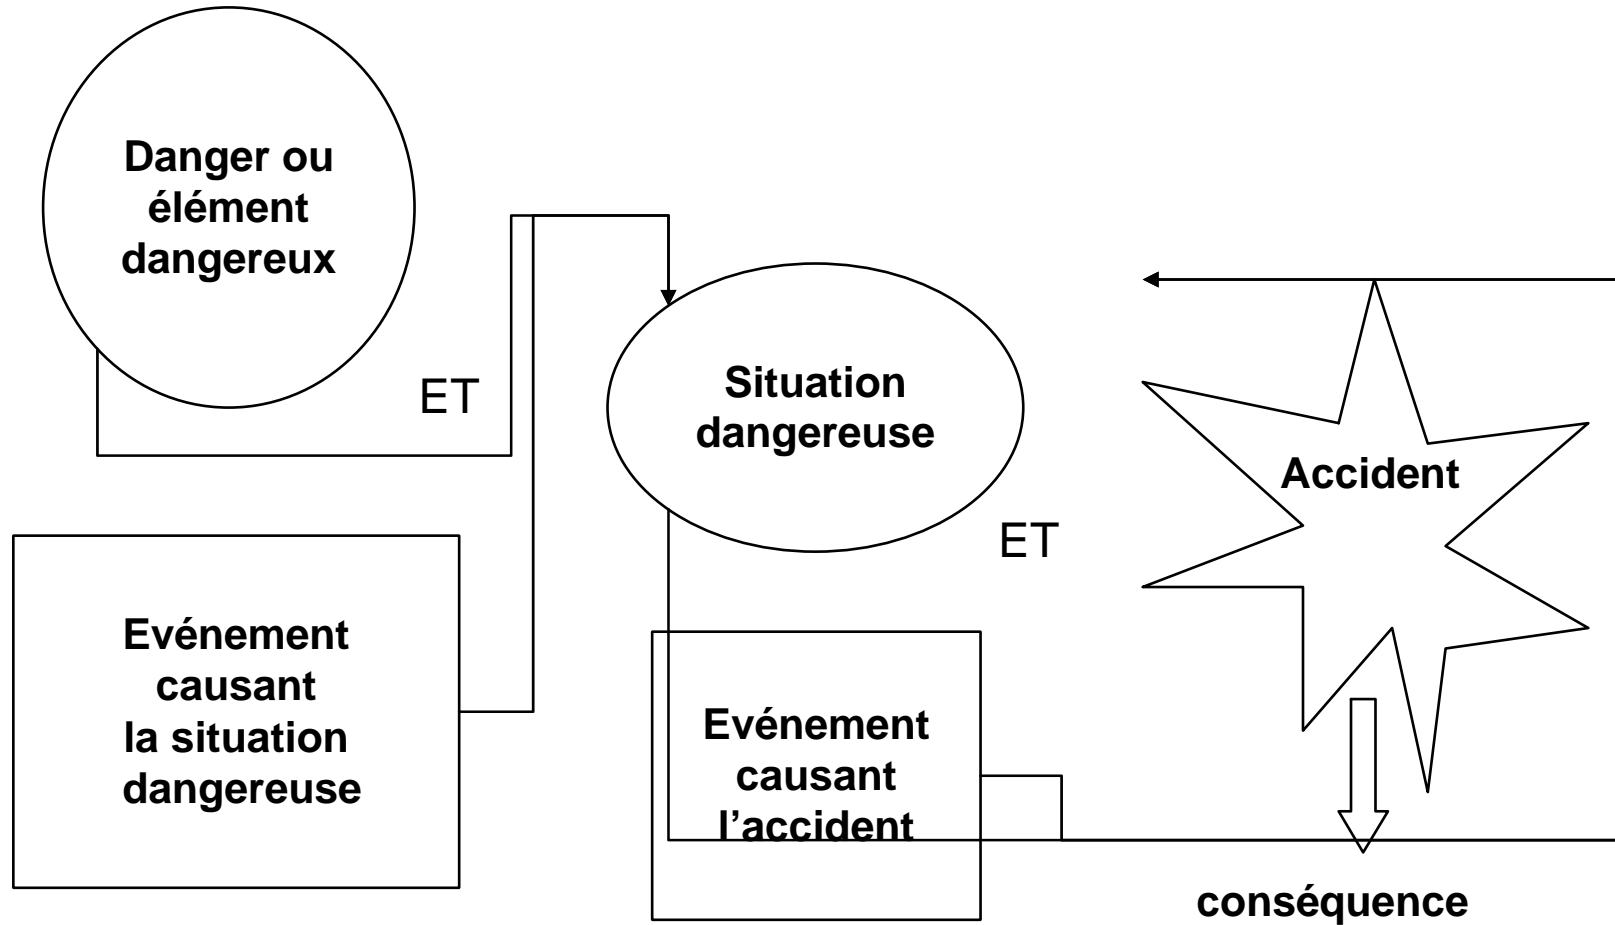 Danger ou
élément
dangereux
ET
Evénement
causant
la situation
dangereuse
Situation
dangereuse
ET
Evénement
causant
l’accident
Accident
conséquence